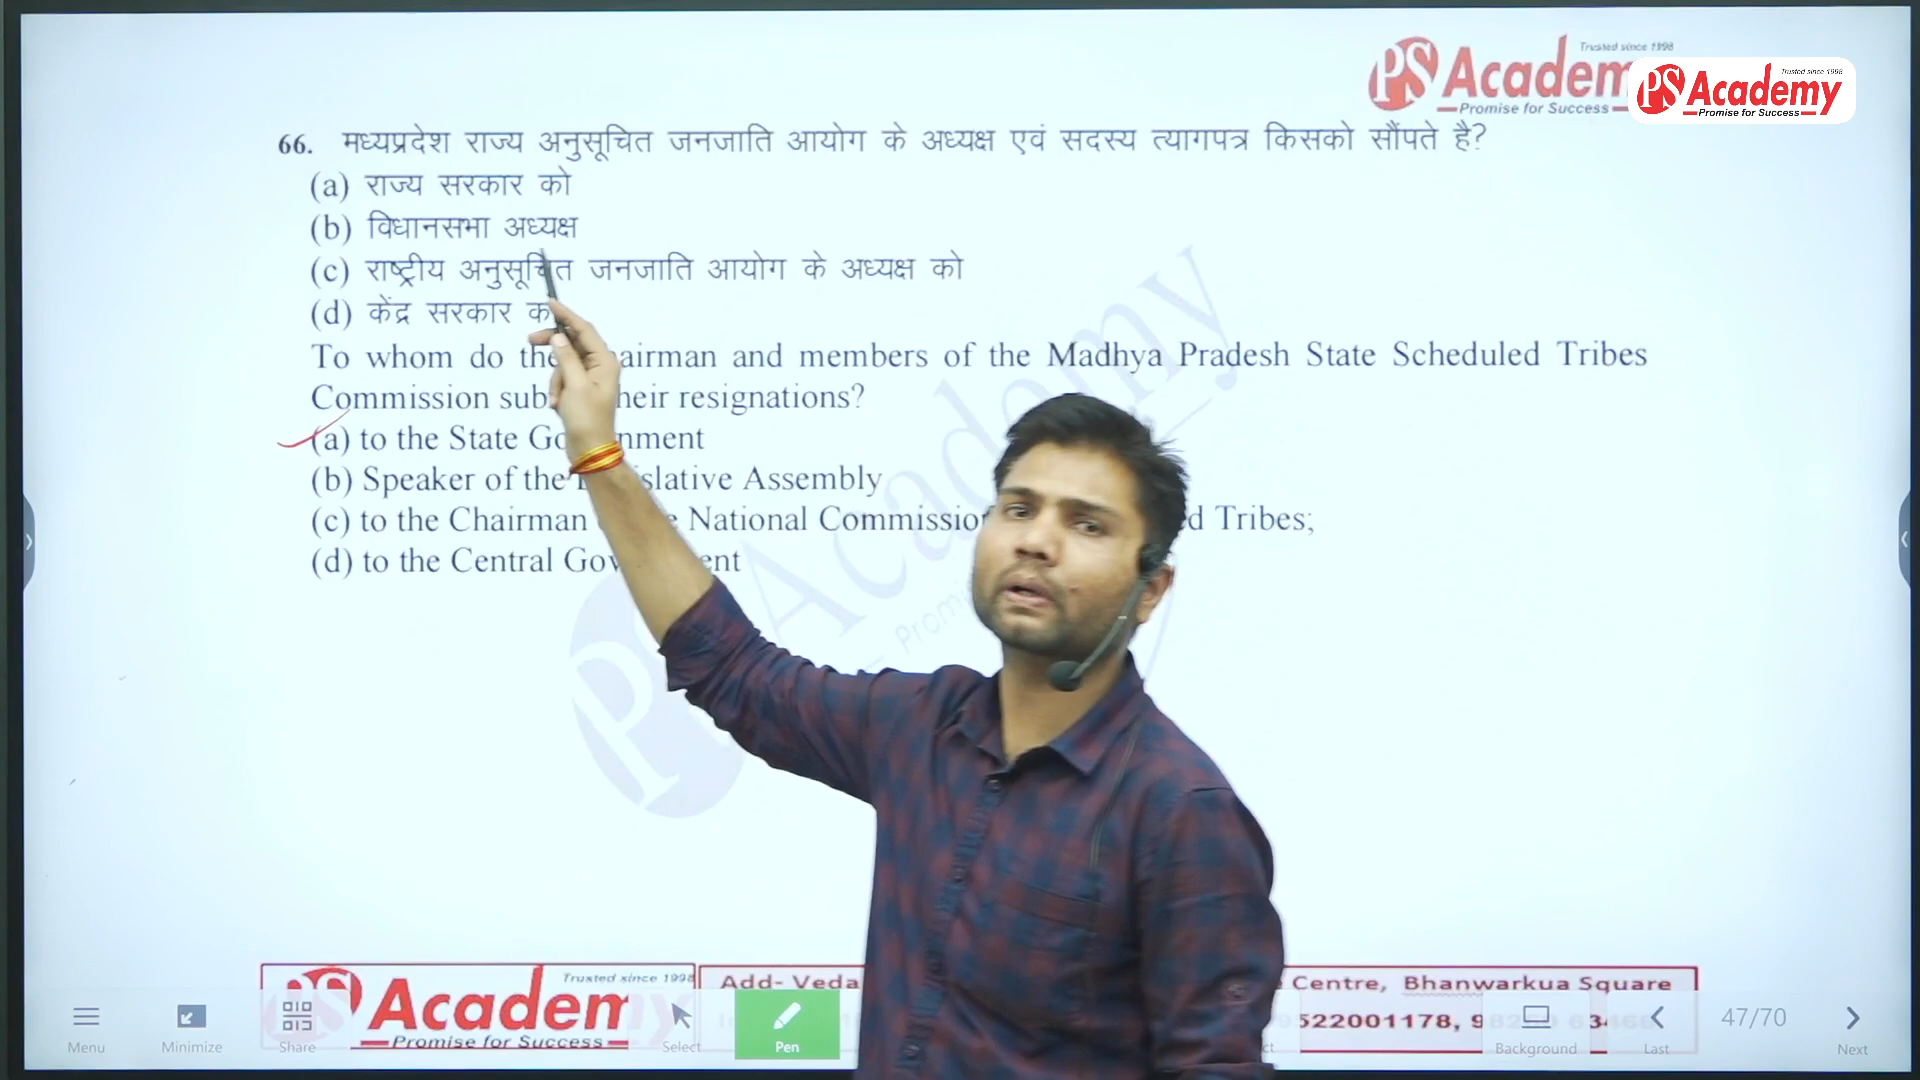 Trusted since 1998
PS Academ
Promise for Success
Trusted since 1998
PS Academy
Promise for Success
66. मध्यप्रदेश राज्य अनुसूचित जनजाति आयोग के अध्यक्ष एवं सदस्य त्यागपत्र किसको सौंपते है?
(a) राज्य सरकार को
(b) विधानसभा अध्यक्ष
(c) राष्ट्रीय अनुसूचित जनजाति आयोग के अध्यक्ष को
(d) केंद्र सरकार
To whom do the airman and members of the Madhya Pradesh State Scheduled Tribes
Commission sub heir resignations?
(a) to the State Go nment
(b) Speaker of the slative Assembly
(c) to the Chairman National Commission d Tribes;
(d) to the Central Gov ent
PS Academy
Trusted since 1998
Academ
Promise for Success
Add- Veda Centre, Bhanwarkua Square
9522001178, 9
Menu
Minimize
Share
Select
Pen
Background
Last
47/70
Next